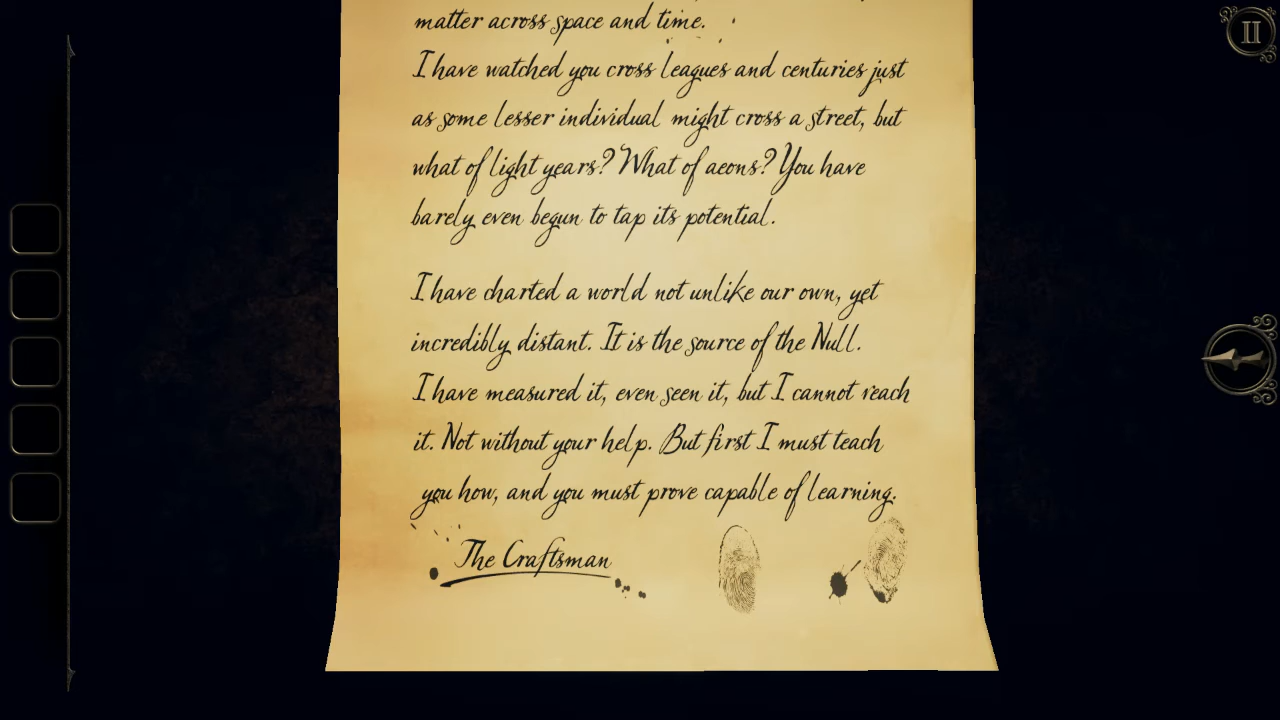 matter across space and time.
I have watched you cross leagues and centuries just
as some lesser individual might cross a street, but
what of light years? What of aeons? You have
barely even begun to tap its potential.
I have charted a world not unlike our own, yet
incredibly distant. It is the source of the Null.
I have measured it, even seen it, but I cannot reach
it. Not without your help. But first I must teach
you how, and you must prove capable of learning.
The Craftsman